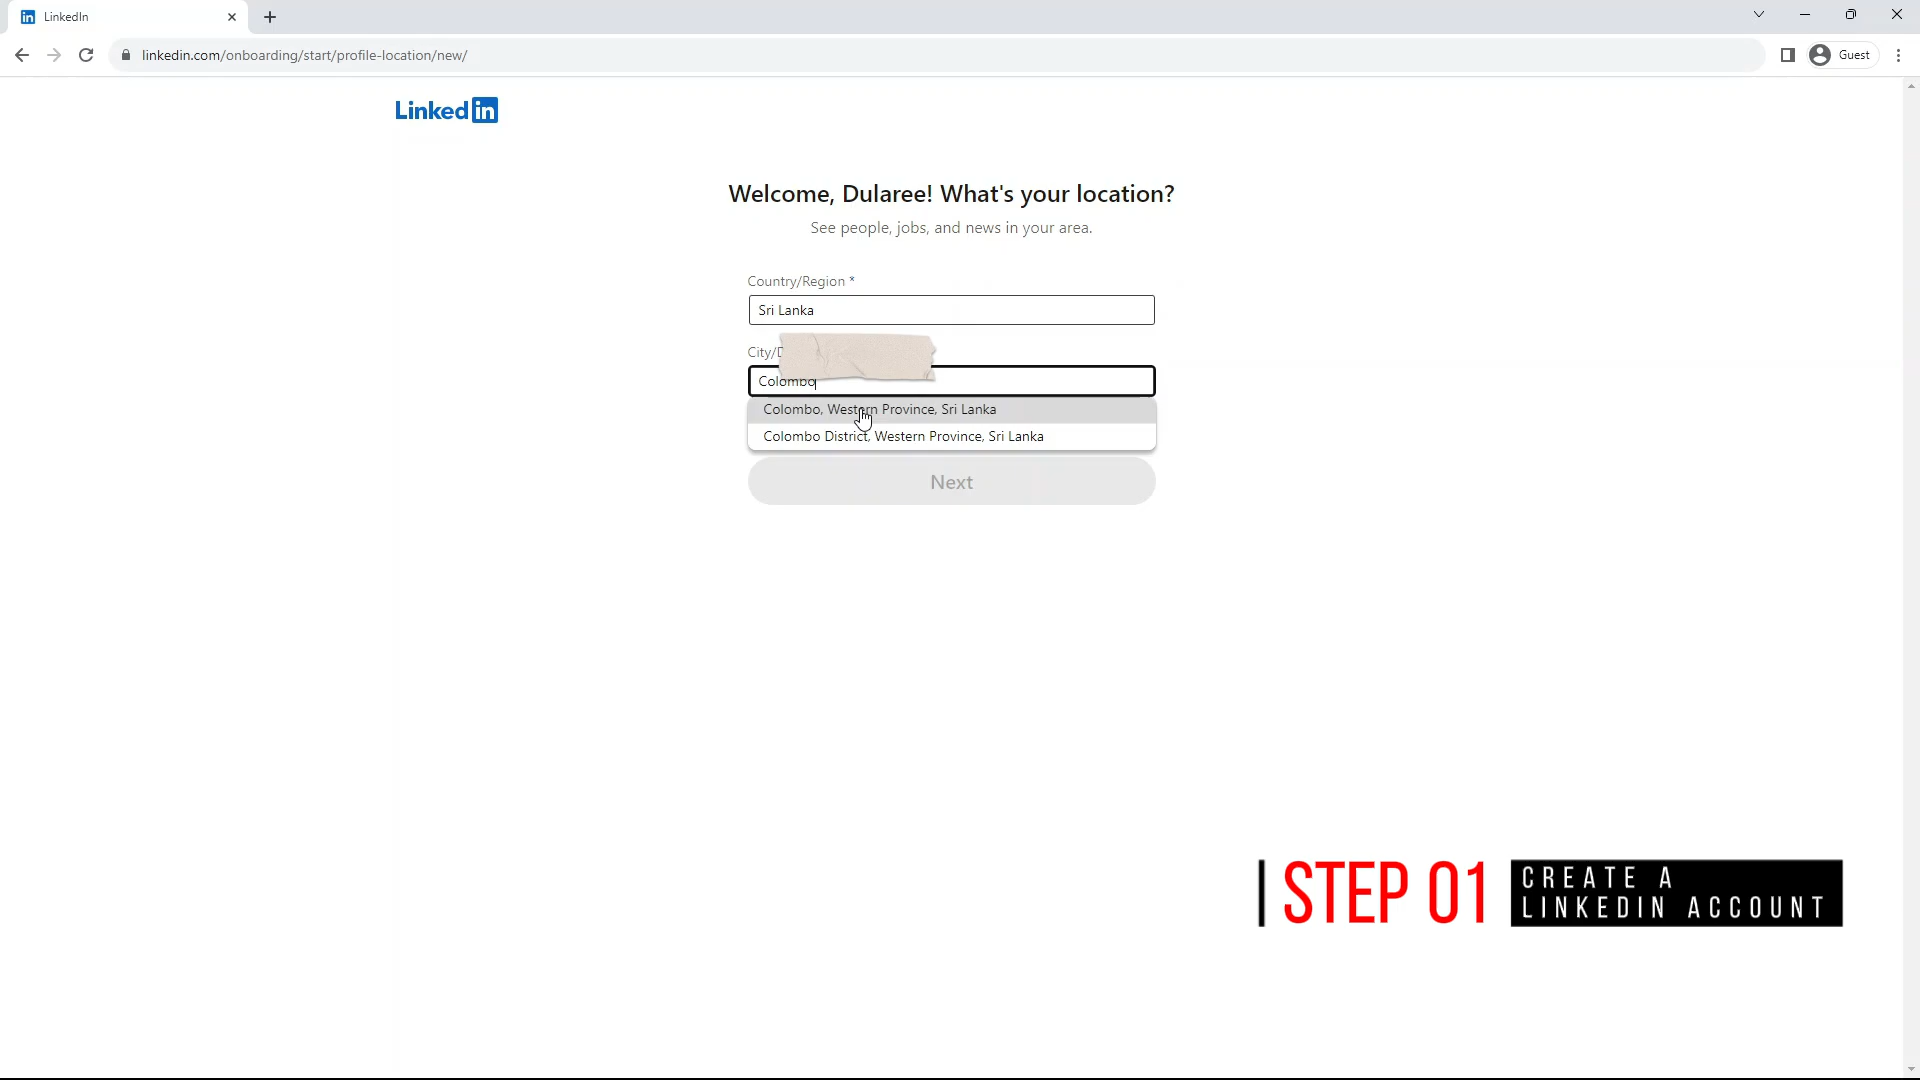 LinkedIn
linkedin.com/onboarding/start/profile-location/new/
Guest
Linked in
Welcome, Dularee! What's your location?
See people, jobs, and news in your area.
Country/Region *
Sri Lanka
City/
Colombo
Colombo, Western Province, Sri Lanka
Colombo District, Western Province, Sri Lanka
Next
STEP 01
CREATE A
LINKEDIN ACCOUNT